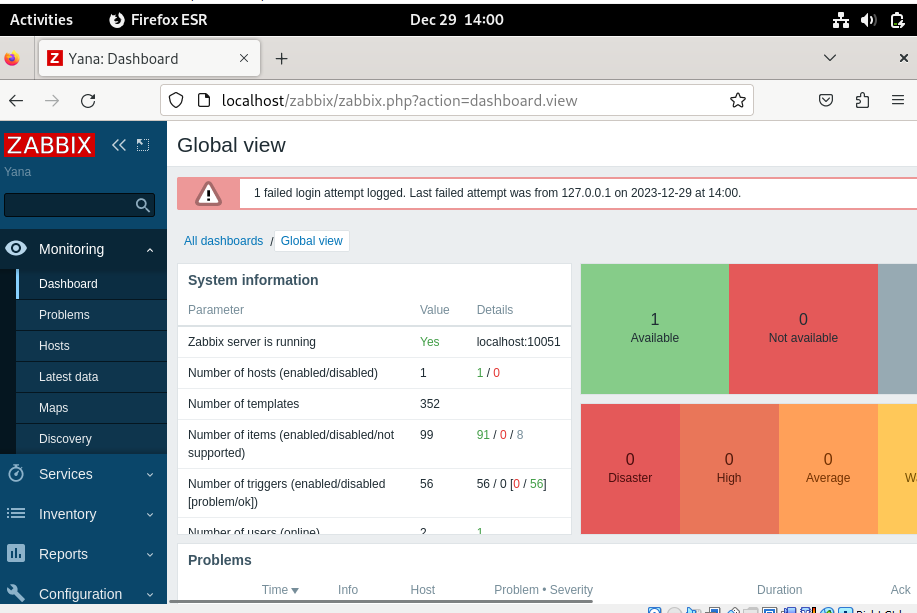 Activities
Firefox ESR
Dec 29 14:00
Yana: Dashboard
localhost/zabbix/zabbix.php?action=dashboard.view
ZABBIX
Yana
Global view
1 failed login attempt logged. Last failed attempt was from 127.0.0.1 on 2023-12-29 at 14:00.
All dashboards / Global view
Monitoring
Dashboard
Problems
Hosts
Latest data
Maps
Discovery
Services
Inventory
Reports
Configuration
System information
Parameter Value Details
Zabbix server is running Yes localhost:10051
Number of hosts (enabled/disabled) 1 1 / 0
Number of templates 352
Number of items (enabled/disabled/not supported) 99 91 / 0 / 8
Number of triggers (enabled/disabled [problem/ok]) 56 56 / 0 [0 / 56]
Number of users (online) 2 1
1
Available
0
Not available
0
Disaster
0
High
0
Average
Problems
Time Info Host Problem • Severity Duration Ack